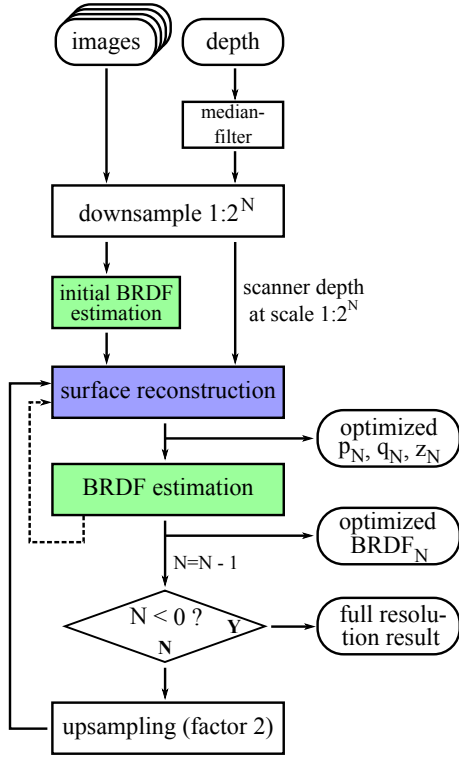 images
depth
median-
filter
downsample 1:2^N
initial BRDF
estimation
scanner depth
at scale 1:2^N
surface reconstruction
optimized
p_N, q_N, z_N
BRDF estimation
optimized
BRDF_N
N=N - 1
N < 0 ?
Y
N
full resolu-
tion result
upsampling (factor 2)